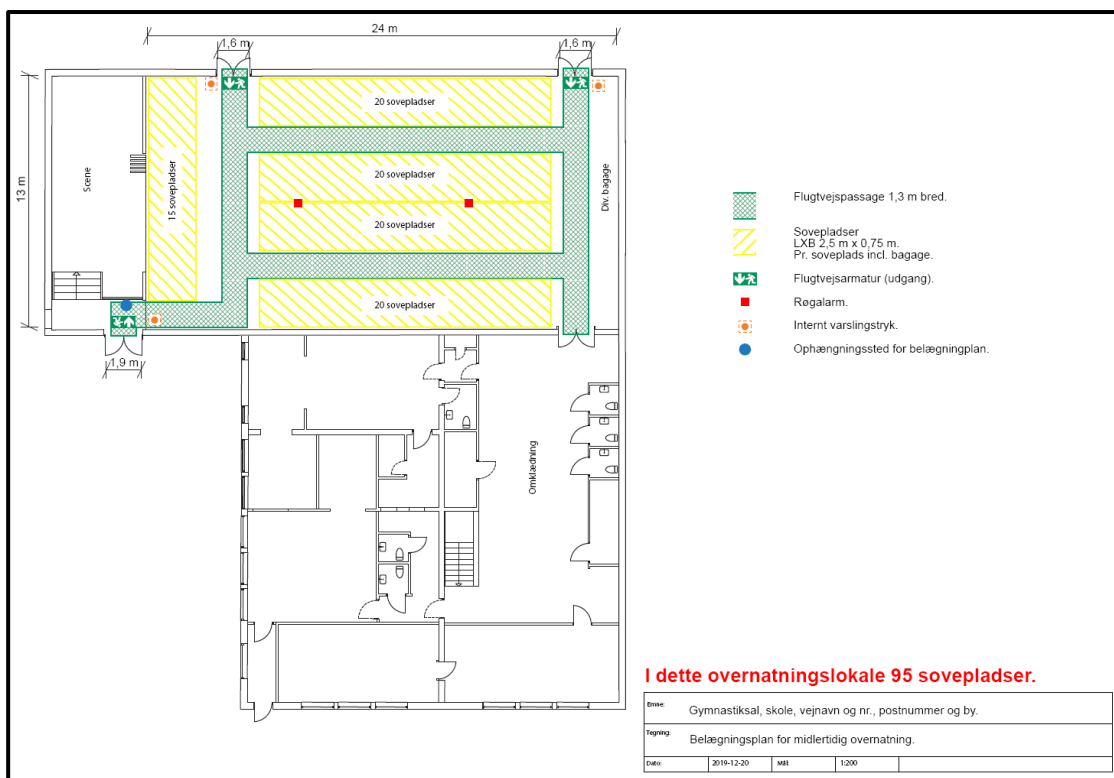 24 m
1,6 m
1,6 m
13 m
Scene
15 sovepladser
20 sovepladser
20 sovepladser
20 sovepladser
20 sovepladser
Div. bagage
1,9 m
Omklædning
Flugtvejspassage 1,3 m bred.
Sovepladser
LXB 2,5 m x 0,75 m.
Pr. soveplads incl. bagage.
Flugtvejsarmatur (udgang).
Røgalarm.
Internt varslingstryk.
Ophængningssted for belægningplan.
I dette overnatningslokale 95 sovepladser.
Emne: Gymnastiksal, skole, vejnavn og nr., postnummer og by.
Tegning: Belægningsplan for midlertidig overnatning.
Dato: 2019-12-20 Mål: 1:200